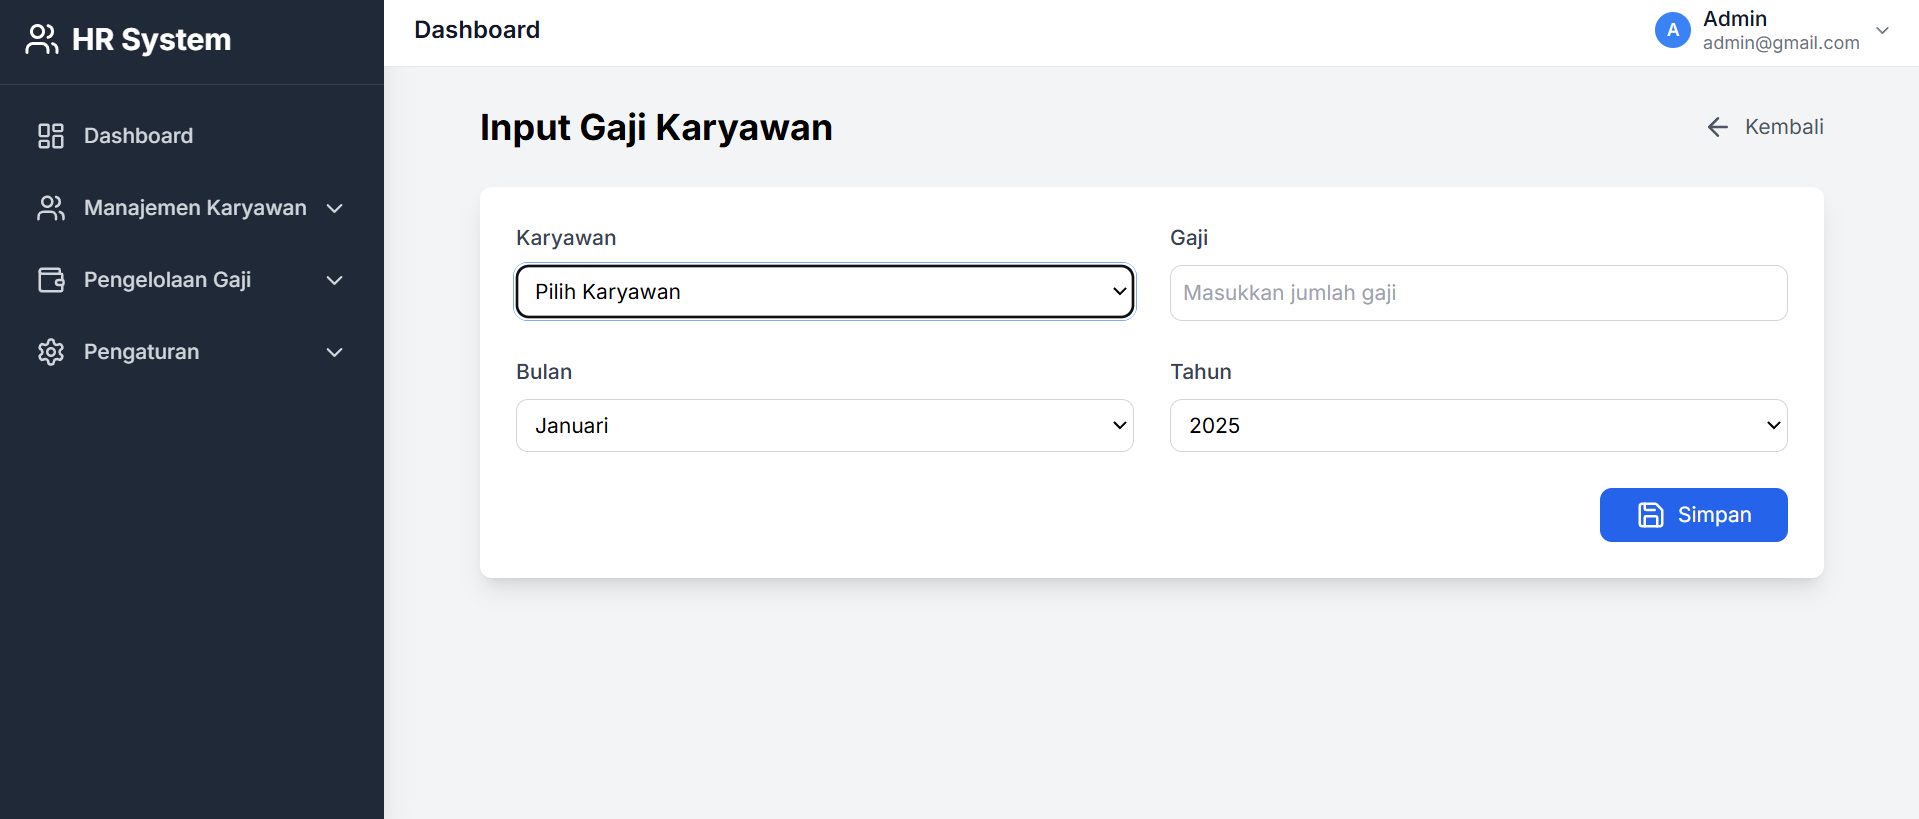 HR System
Dashboard
Manajemen Karyawan
Pengelolaan Gaji
Pengaturan
Dashboard
A
Admin
admin@gmail.com
Input Gaji Karyawan
Kembali
Karyawan
Pilih Karyawan
Gaji
Masukkan jumlah gaji
Bulan
Januari
Tahun
2025
Simpan